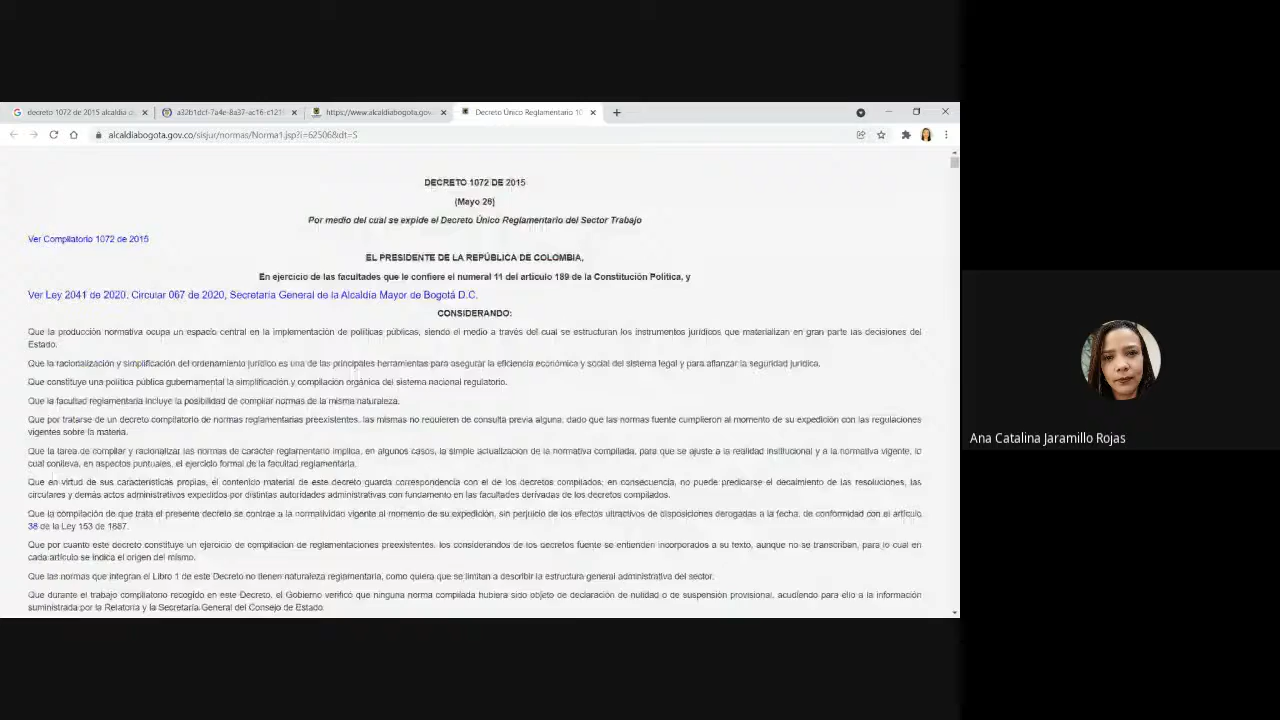 decreto 1072 de 2015 alcaldia d
a32b1dcf-7a4e-8a37-ac16-c121
https://www.alcaldiabogota.gov
Decreto Único Reglamentario 10
alcaldiabogota.gov.co/sisjur/normas/Norma1.jsp?i=62506&dt=S
DECRETO 1072 DE 2015
(Mayo 26)
Por medio del cual se expide el Decreto Único Reglamentario del Sector Trabajo
Ver Compilatorio 1072 de 2015
EL PRESIDENTE DE LA REPÚBLICA DE COLOMBIA,
En ejercicio de las facultades que le confiere el numeral 11 del artículo 189 de la Constitución Política, y
Ver Ley 2041 de 2020, Circular 067 de 2020, Secretaría General de la Alcaldía Mayor de Bogotá D.C.
CONSIDERANDO:
Que la producción normativa ocupa un espacio central en la implementación de políticas públicas, siendo el medio a través del cual se estructuran los instrumentos jurídicos que materializan en gran parte las decisiones del
Estado.
Que la racionalización y simplificación del ordenamiento jurídico es una de las principales herramientas para asegurar la eficiencia económica y social del sistema legal y para afianzar la seguridad jurídica.
Que constituye una política pública gubernamental la simplificación y compilación orgánica del sistema nacional regulatorio.
Que la facultad reglamentaria incluye la posibilidad de compilar normas de la misma naturaleza.
Que por tratarse de un decreto compilatorio de normas reglamentarias preexistentes, las mismas no requieren de consulta previa alguna, dado que las normas fuente cumplieron al momento de su expedición con las regulaciones
vigentes sobre la materia.
Que la tarea de compilar y racionalizar las normas de carácter reglamentario implica, en algunos casos, la simple actualización de la normativa compilada, para que se ajuste a la realidad institucional y a la normativa vigente, lo
cual conlleva, en aspectos puntuales, el ejercicio formal de la facultad reglamentaria.
Que en virtud de sus características propias, el contenido material de este decreto guarda correspondencia con el de los decretos compilados; en consecuencia, no puede predicarse el decaimiento de las resoluciones, las
circulares y demás actos administrativos expedidos por distintas autoridades administrativas con fundamento en las facultades derivadas de los decretos compilados.
Que la compilación de que trata el presente decreto se contrae a la normatividad vigente al momento de su expedición, sin perjuicio de los efectos ultractivos de disposiciones derogadas a la fecha, de conformidad con el artículo
38 de la Ley 153 de 1887.
Que por cuanto este decreto constituye un ejercicio de compilación de reglamentaciones preexistentes, los considerandos de los decretos fuente se entienden incorporados a su texto, aunque no se transcriban, para lo cual en
cada artículo se indica el origen del mismo.
Que las normas que integran el Libro 1 de este Decreto no tienen naturaleza reglamentaria, como quiera que se limitan a describir la estructura general administrativa del sector.
Que durante el trabajo compilatorio recogido en este Decreto, el Gobierno verificó que ninguna norma compilada hubiera sido objeto de declaración de nulidad o de suspensión provisional, acudiendo para ello a la información
suministrada por la Relatoría y la Secretaría General del Consejo de Estado
Ana Catalina Jaramillo Rojas